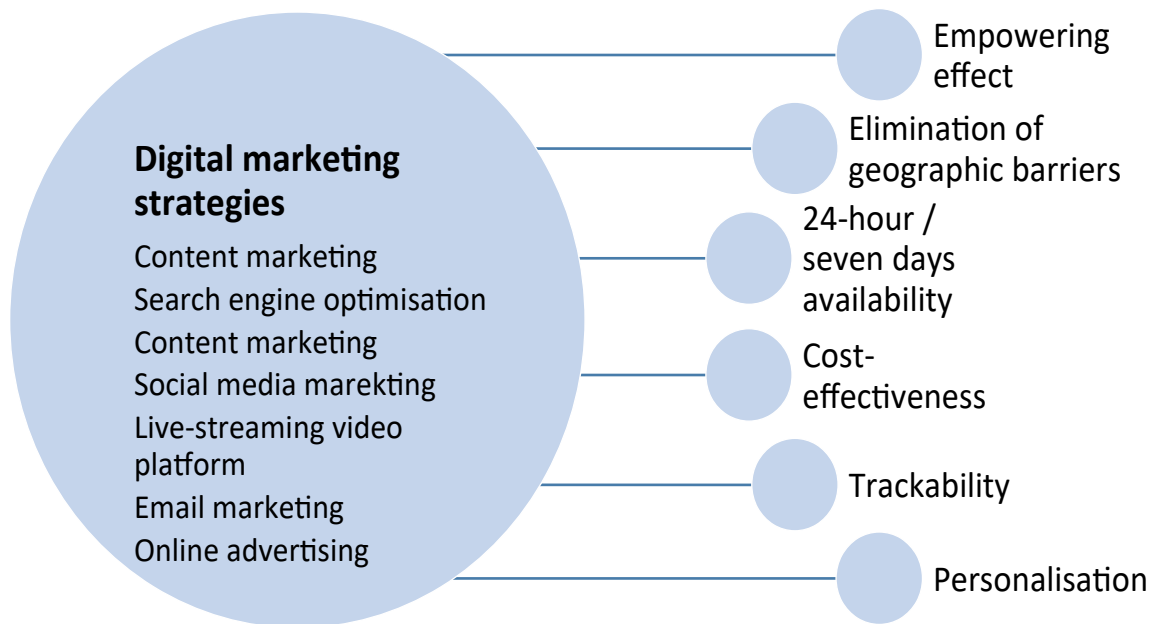 Digital marketing
strategies
Content marketing
Search engine optimisation
Content marketing
Social media marekting
Live-streaming video
platform
Email marketing
Online advertising
Empowering
effect
Elimination of
geographic barriers
24-hour /
seven days
availability
Cost-
effectiveness
Trackability
Personalisation